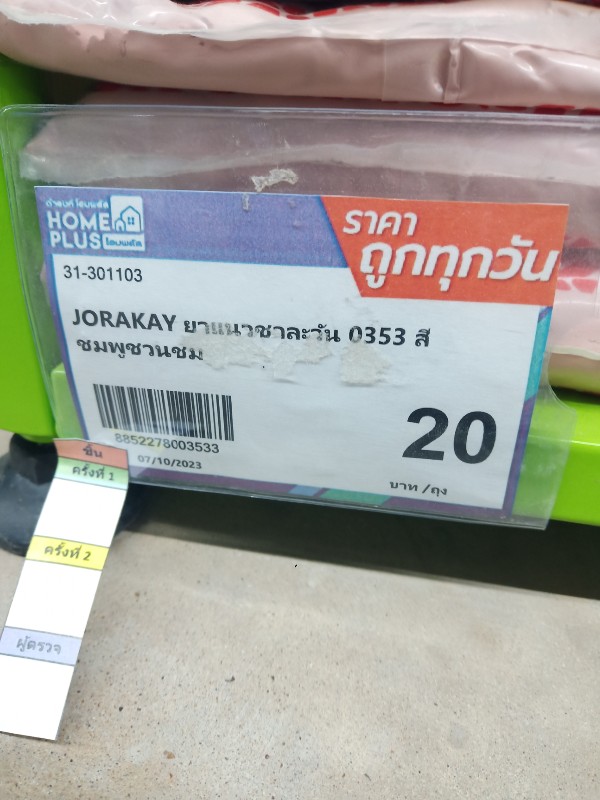 ดำรงค์ โฮมพลัส
HOME
PLUS โฮมพลัส
ราคา
ถูกทุกวัน
31-301103
JORAKAY ยาแนวชาละวัน 0353 สี
ชมพูชวนชม
8852278003533
07/10/2023
20
บาท /ถุง
ชิ้น
ครั้งที่ 1
ครั้งที่ 2
ผู้ตรวจ